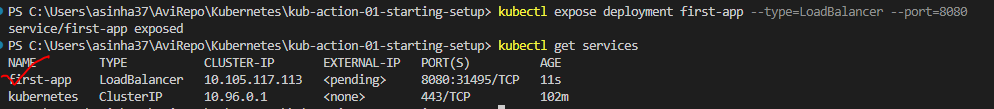 PS C:\Users\asinha37\AviRepo\Kubernetes\kub-action-01-starting-setup> kubectl expose deployment first-app --type=LoadBalancer --port=8080
service/first-app exposed
PS C:\Users\asinha37\AviRepo\Kubernetes\kub-action-01-starting-setup> kubectl get services
NAME         TYPE           CLUSTER-IP       EXTERNAL-IP   PORT(S)          AGE
first-app    LoadBalancer   10.105.117.113   <pending>     8080:31495/TCP   11s
kubernetes   ClusterIP      10.96.0.1        <none>        443/TCP          102m